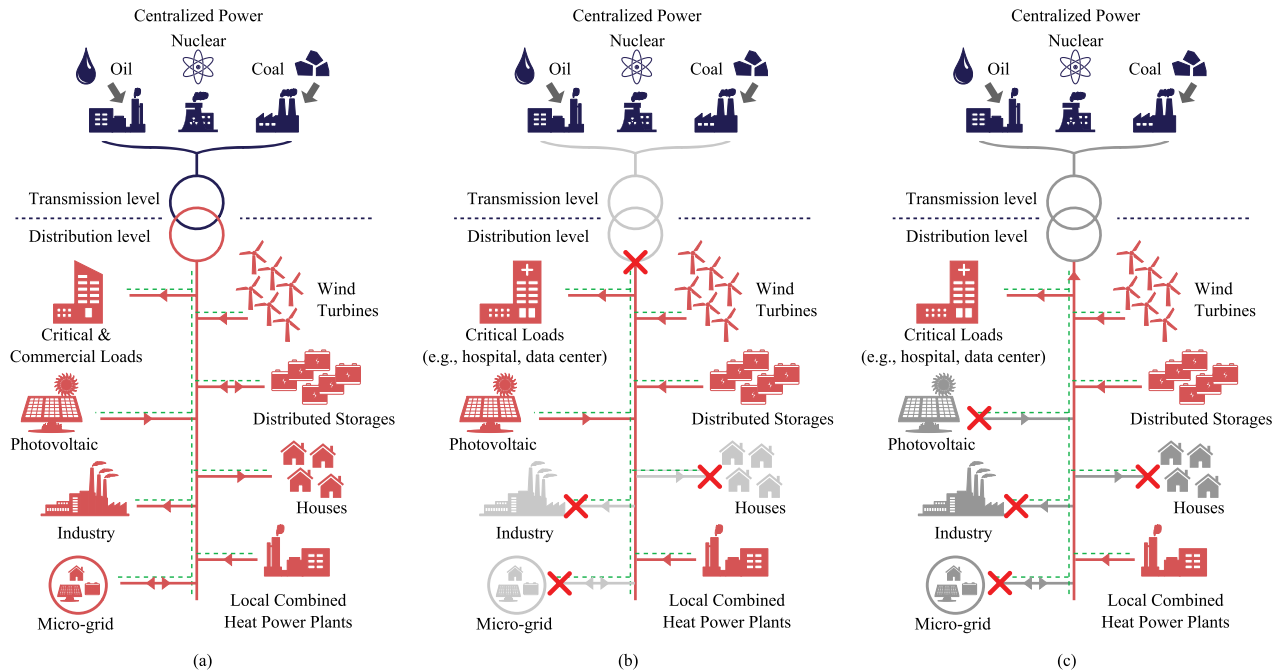 Centralized Power
Nuclear
Oil
Coal
Transmission level
Distribution level
Wind
Turbines
Critical &
Commercial Loads
Distributed Storages
Photovoltaic
Houses
Industry
Local Combined
Heat Power Plants
Micro-grid
(a)
Centralized Power
Nuclear
Oil
Coal
Transmission level
Distribution level
Wind
Turbines
Critical Loads
(e.g., hospital, data center)
Distributed Storages
Photovoltaic
Houses
Industry
Local Combined
Heat Power Plants
Micro-grid
(b)
Centralized Power
Nuclear
Oil
Coal
Transmission level
Distribution level
Wind
Turbines
Critical Loads
(e.g., hospital, data center)
Distributed Storages
Photovoltaic
Houses
Industry
Local Combined
Heat Power Plants
Micro-grid
(c)